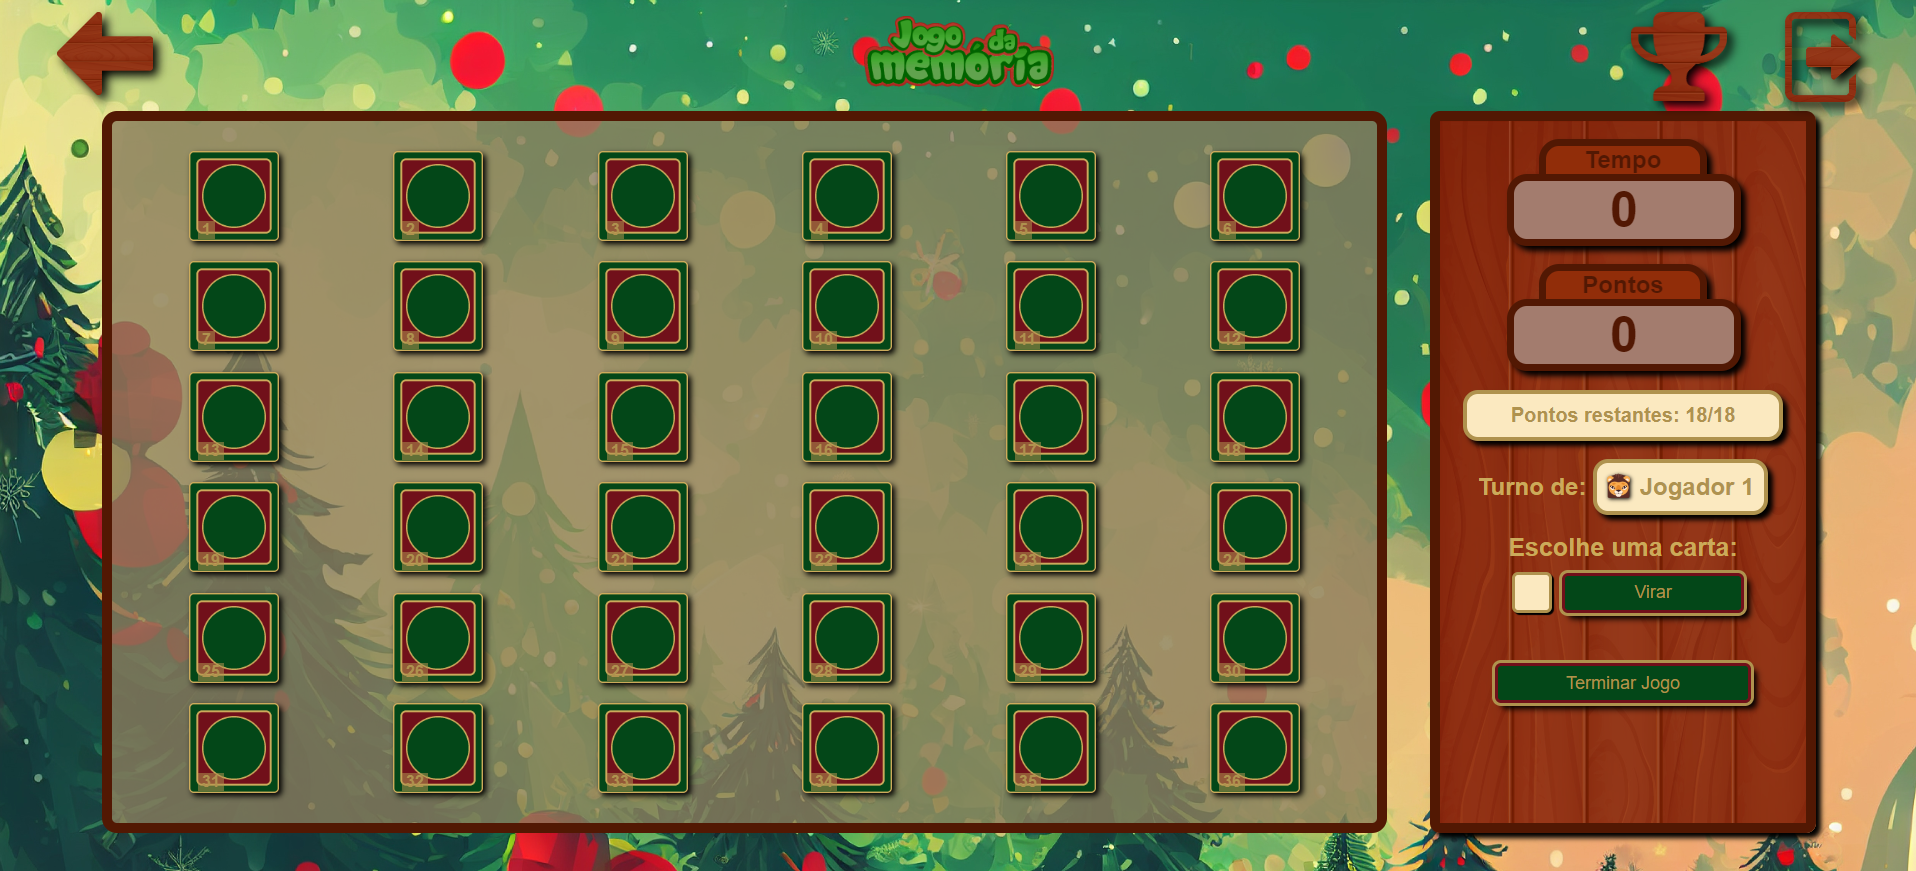 Jogo da
memória
1 2 3 4 5 6
7 8 9 10 11 12
13 14 15 16 17 18
19 20 21 22 23 24
25 26 27 28 29 30
31 32 33 34 35 36
Tempo
0
Pontos
0
Pontos restantes: 18/18
Turno de: Jogador 1
Escolhe uma carta:
Virar
Terminar Jogo